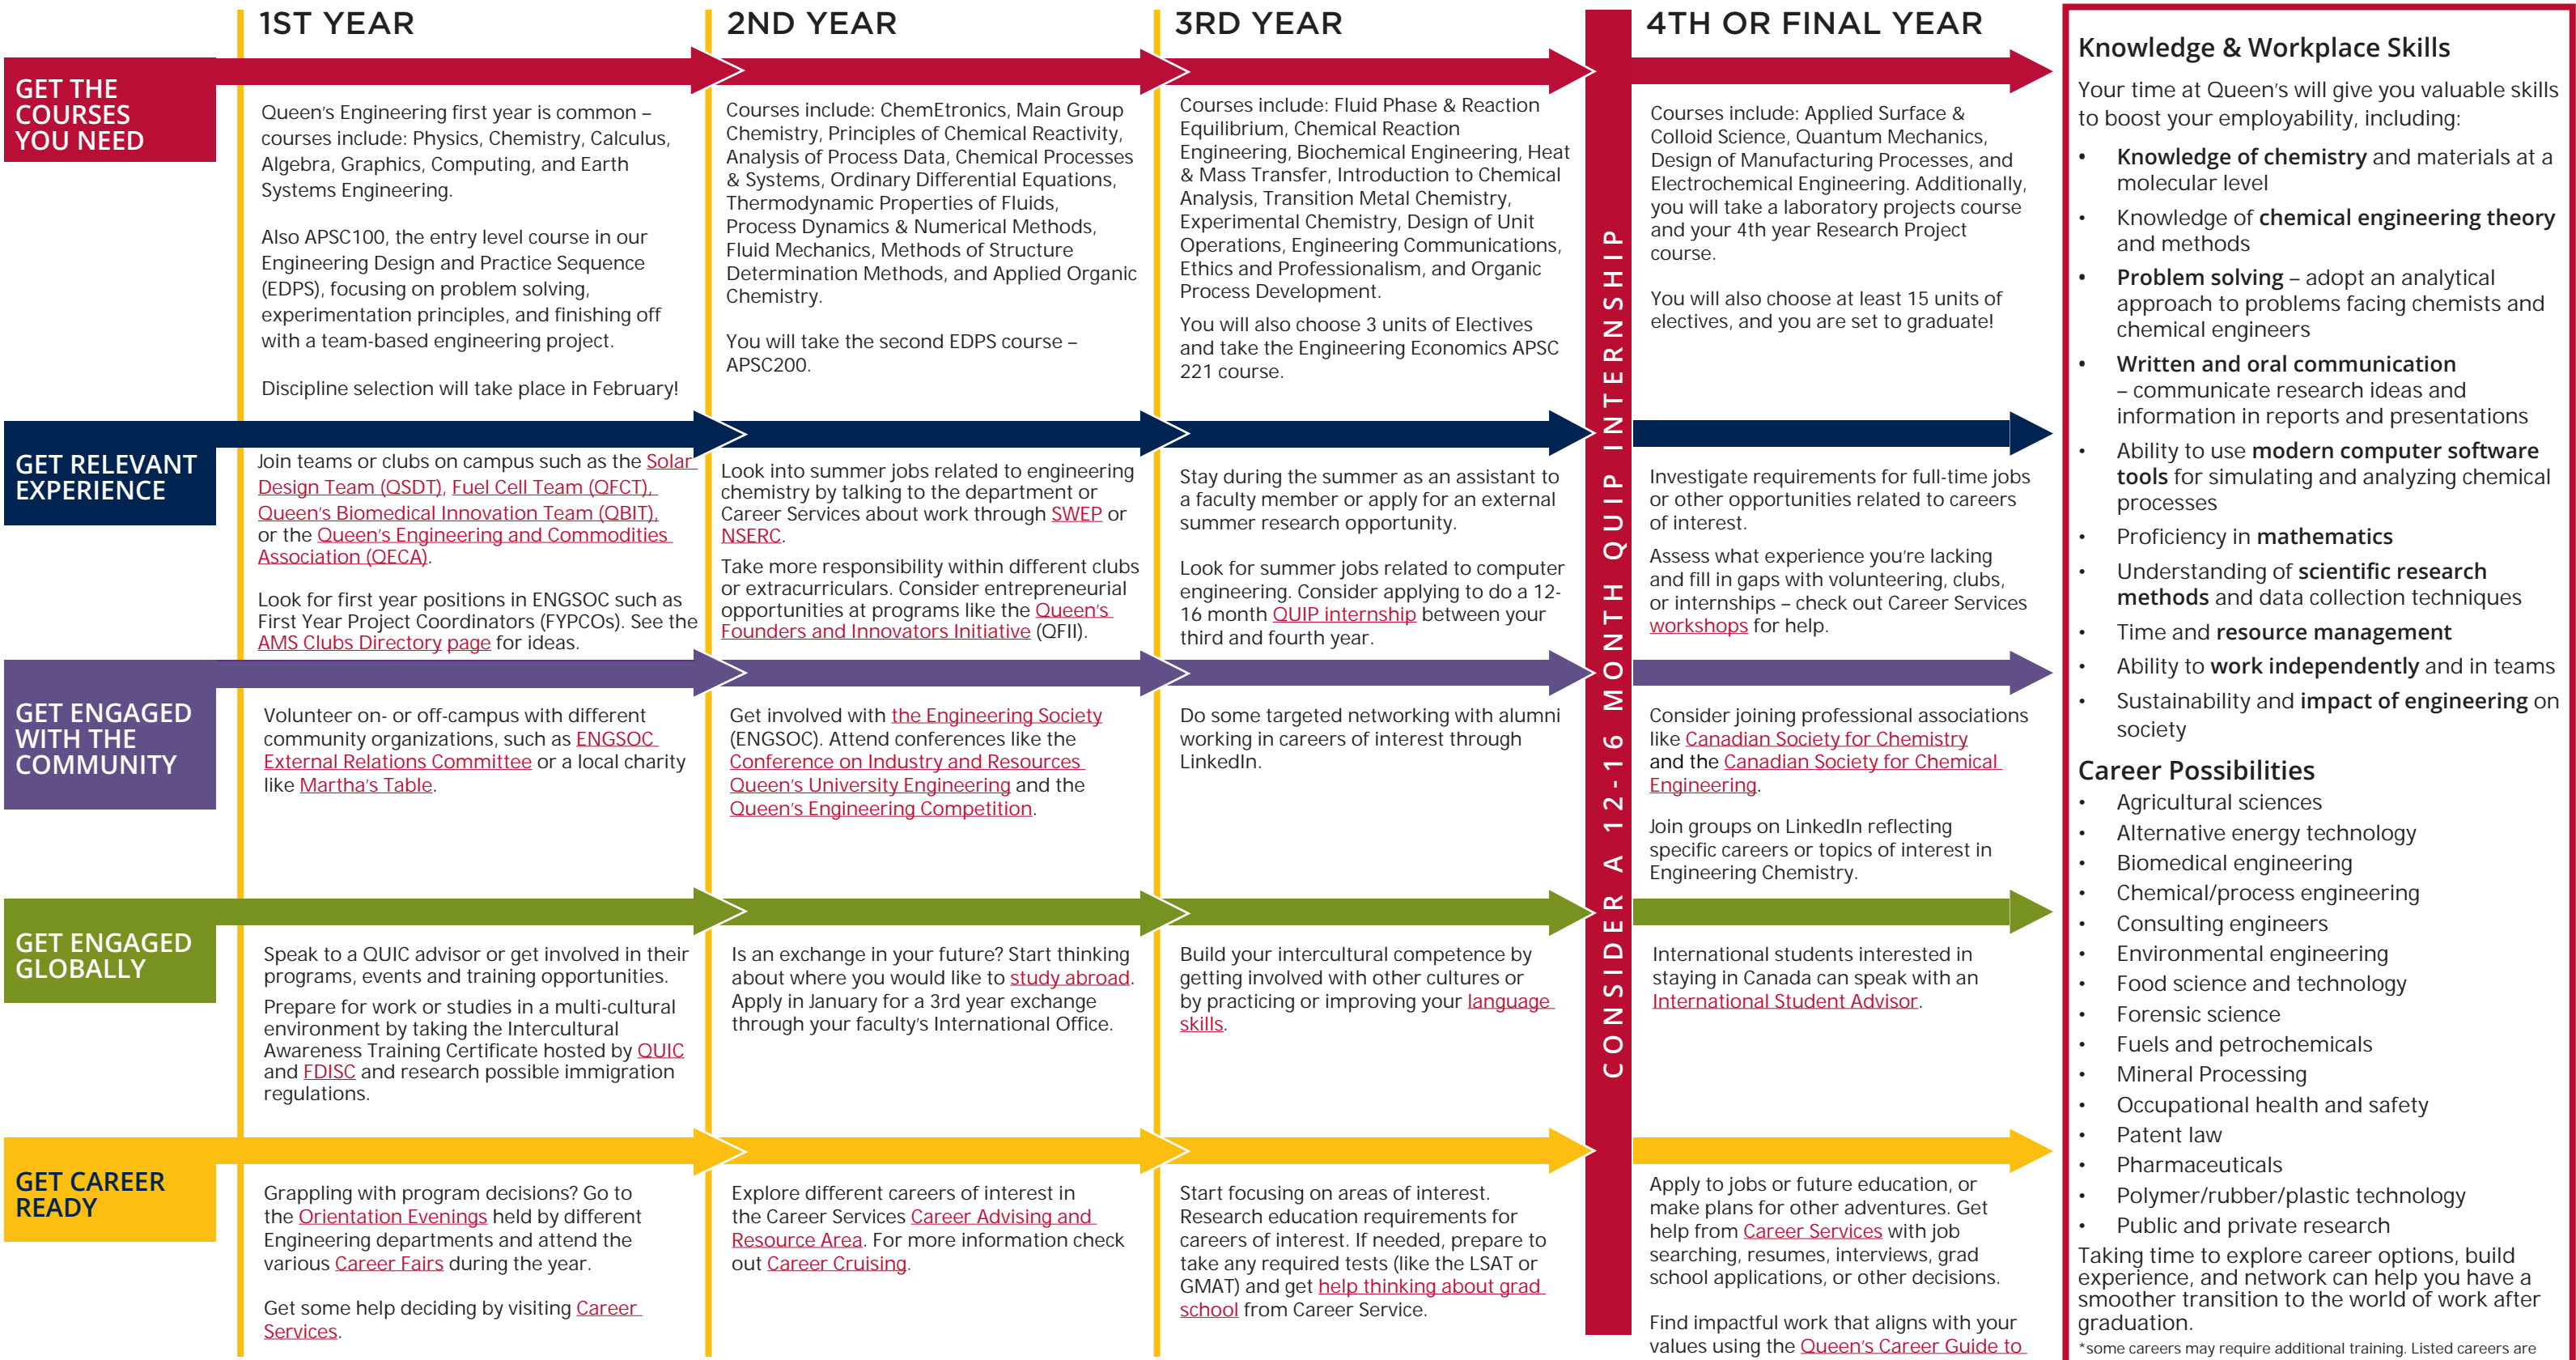 1ST YEAR
2ND YEAR
3RD YEAR
4TH OR FINAL YEAR
GET THE
COURSES
YOU NEED
Queen's Engineering first year is common –
courses include: Physics, Chemistry, Calculus,
Algebra, Graphics, Computing, and Earth
Systems Engineering.
Also APSC100, the entry level course in our
Engineering Design and Practice Sequence
(EDPS), focusing on problem solving,
experimentation principles, and finishing off
with a team-based engineering project.
Discipline selection will take place in February!
Courses include: ChemEtronics, Main Group
Chemistry, Principles of Chemical Reactivity,
Analysis of Process Data, Chemical Processes
& Systems, Ordinary Differential Equations,
Thermodynamic Properties of Fluids,
Process Dynamics & Numerical Methods,
Fluid Mechanics, Methods of Structure
Determination Methods, and Applied Organic
Chemistry.
You will take the second EDPS course –
APSC200.
Courses include: Fluid Phase & Reaction
Equilibrium, Chemical Reaction
Engineering, Biochemical Engineering, Heat
& Mass Transfer, Introduction to Chemical
Analysis, Transition Metal Chemistry,
Experimental Chemistry, Design of Unit
Operations, Engineering Communications,
Ethics and Professionalism, and Organic
Process Development.
You will also choose 3 units of Electives
and take the Engineering Economics APSC
221 course.
Courses include: Applied Surface &
Colloid Science, Quantum Mechanics,
Design of Manufacturing Processes, and
Electrochemical Engineering. Additionally,
you will take a laboratory projects course
and your 4th year Research Project
course.
You will also choose at least 15 units of
electives, and you are set to graduate!
GET RELEVANT
EXPERIENCE
Join teams or clubs on campus such as the Solar
Design Team (QSDT), Fuel Cell Team (QFCT),
Queen's Biomedical Innovation Team (QBIT),
or the Queen's Engineering and Commodities
Association (QECA).
Look for first year positions in ENGSOC such as
First Year Project Coordinators (FYPCOs). See the
AMS Clubs Directory page for ideas.
Look into summer jobs related to engineering
chemistry by talking to the department or
Career Services about work through SWEP or
NSERC.
Take more responsibility within different clubs
or extracurriculars. Consider entrepreneurial
opportunities at programs like the Queen's
Founders and Innovators Initiative (QFII).
Stay during the summer as an assistant to
a faculty member or apply for an external
summer research opportunity.
Look for summer jobs related to computer
engineering. Consider applying to do a 12-
16 month QUIP internship between your
third and fourth year.
Investigate requirements for full-time jobs
or other opportunities related to careers
of interest.
Assess what experience you're lacking
and fill in gaps with volunteering, clubs,
or internships – check out Career Services
workshops for help.
GET ENGAGED
WITH THE
COMMUNITY
Volunteer on- or off-campus with different
community organizations, such as ENGSOC
External Relations Committee or a local charity
like Martha's Table.
Get involved with the Engineering Society
(ENGSOC). Attend conferences like the
Conference on Industry and Resources
Queen's University Engineering and the
Queen's Engineering Competition.
Do some targeted networking with alumni
working in careers of interest through
LinkedIn.
Consider joining professional associations
like Canadian Society for Chemistry
and the Canadian Society for Chemical
Engineering.
Join groups on LinkedIn reflecting
specific careers or topics of interest in
Engineering Chemistry.
GET ENGAGED
GLOBALLY
Speak to a QUIC advisor or get involved in their
programs, events and training opportunities.
Prepare for work or studies in a multi-cultural
environment by taking the Intercultural
Awareness Training Certificate hosted by QUIC
and FDISC and research possible immigration
regulations.
Is an exchange in your future? Start thinking
about where you would like to study abroad.
Apply in January for a 3rd year exchange
through your faculty's International Office.
Build your intercultural competence by
getting involved with other cultures or
by practicing or improving your language
skills.
International students interested in
staying in Canada can speak with an
International Student Advisor.
GET CAREER
READY
Grappling with program decisions? Go to
the Orientation Evenings held by different
Engineering departments and attend the
various Career Fairs during the year.
Get some help deciding by visiting Career
Services.
Explore different careers of interest in
the Career Services Career Advising and
Resource Area. For more information check
out Career Cruising.
Start focusing on areas of interest.
Research education requirements for
careers of interest. If needed, prepare to
take any required tests (like the LSAT or
GMAT) and get help thinking about grad
school from Career Service.
Apply to jobs or future education, or
make plans for other adventures. Get
help from Career Services with job
searching, resumes, interviews, grad
school applications, or other decisions.
Find impactful work that aligns with your
values using the Queen's Career Guide to
CONSIDER A 12-16 MONTH QUIP INTERNSHIP
Knowledge & Workplace Skills
Your time at Queen's will give you valuable skills
to boost your employability, including:
• Knowledge of chemistry and materials at a
molecular level
• Knowledge of chemical engineering theory
and methods
• Problem solving – adopt an analytical
approach to problems facing chemists and
chemical engineers
• Written and oral communication
– communicate research ideas and
information in reports and presentations
• Ability to use modern computer software
tools for simulating and analyzing chemical
processes
• Proficiency in mathematics
• Understanding of scientific research
methods and data collection techniques
• Time and resource management
• Ability to work independently and in teams
• Sustainability and impact of engineering on
society
Career Possibilities
• Agricultural sciences
• Alternative energy technology
• Biomedical engineering
• Chemical/process engineering
• Consulting engineers
• Environmental engineering
• Food science and technology
• Forensic science
• Fuels and petrochemicals
• Mineral Processing
• Occupational health and safety
• Patent law
• Pharmaceuticals
• Polymer/rubber/plastic technology
• Public and private research
Taking time to explore career options, build
experience, and network can help you have a
smoother transition to the world of work after
graduation.
*some careers may require additional training. Listed careers are